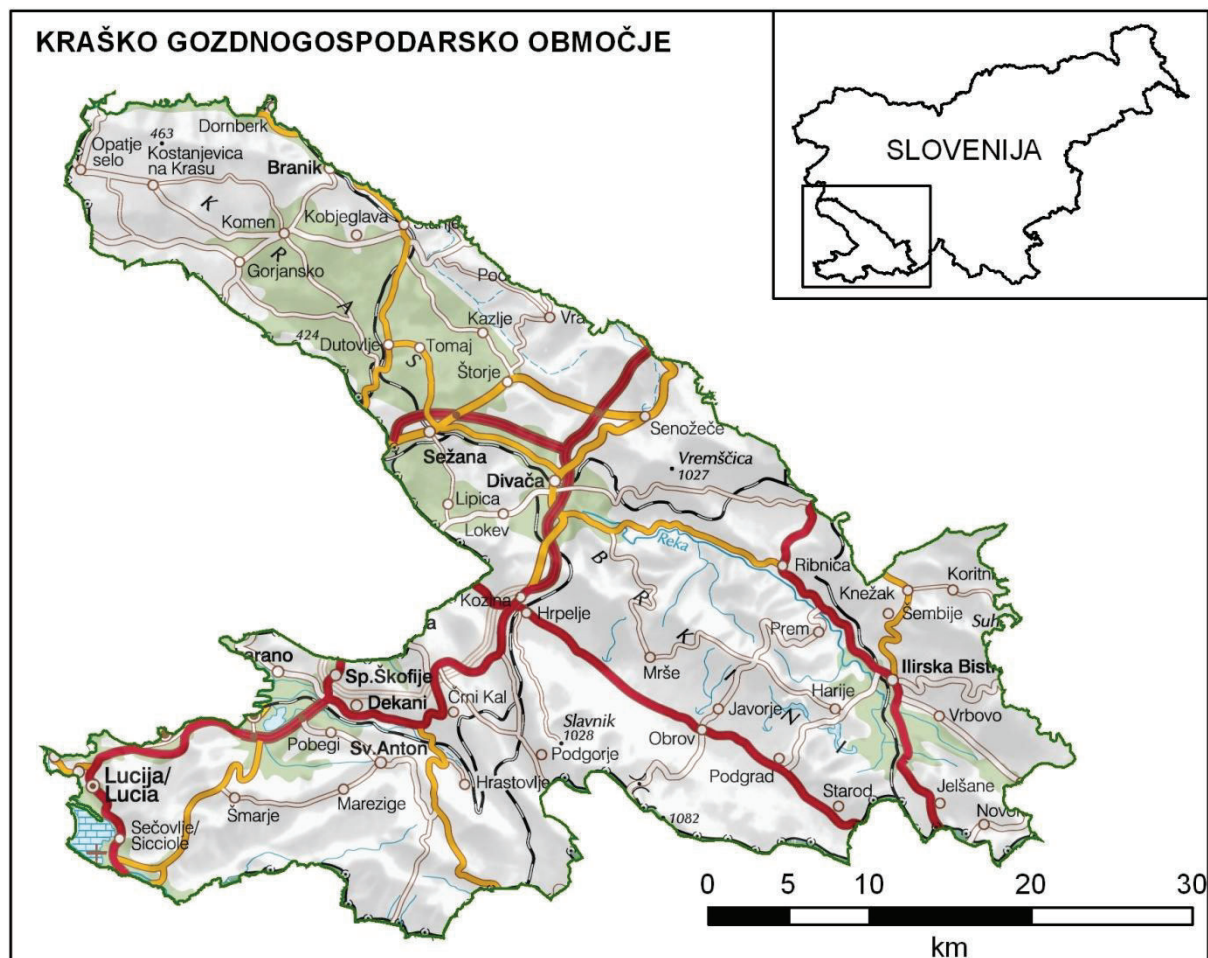 KRAŠKO GOZDNOGOSPODARSKO OBMOČJE
SLOVENIJA
Dornberk
463
Opatje
selo
Kostanjevica
na Krasu
Branik
K
R
A
S
Komen
Kobjeglava
Gorjansko
Kazlje
424
Dutovlje
Tomaj
Štorje
Senožeče
Sežana
Vremščica
1027
Divača
Lipica
Lokev
Reka
B
R
K
I
N
I
Ribnica
Knežak
Šembije
Prem
Kozina
Hrpelje
Mrše
Sp.Škofije
Dekani
Črni Kal
Javorje
Harije
Vrbovo
Slavnik
1028
Pobegi
Sv.Anton
Podgorje
Obrov
Podgrad
Hrastovlje
Lucija/
Lucia
Šmarje
Marezige
Starod
Jelšane
1082
Sečovlje/
Sicciole
0 5 10 20 30
km